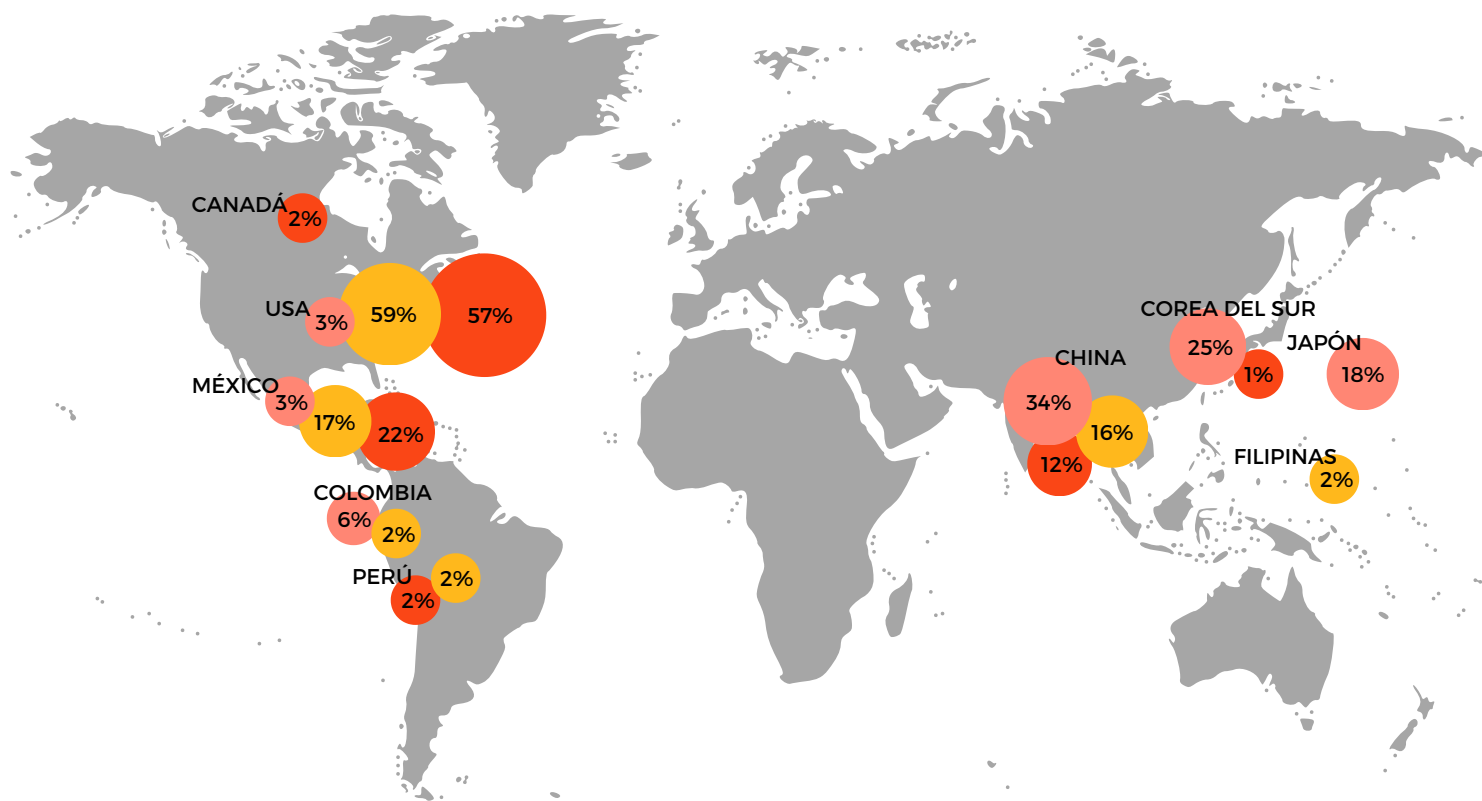 CANADÁ
2%
USA
3%
59%
57%
MÉXICO
3%
17%
22%
COLOMBIA
6%
2%
PERÚ
2%
2%
COREA DEL SUR
25%
1%
JAPÓN
18%
CHINA
34%
16%
12%
FILIPINAS
2%